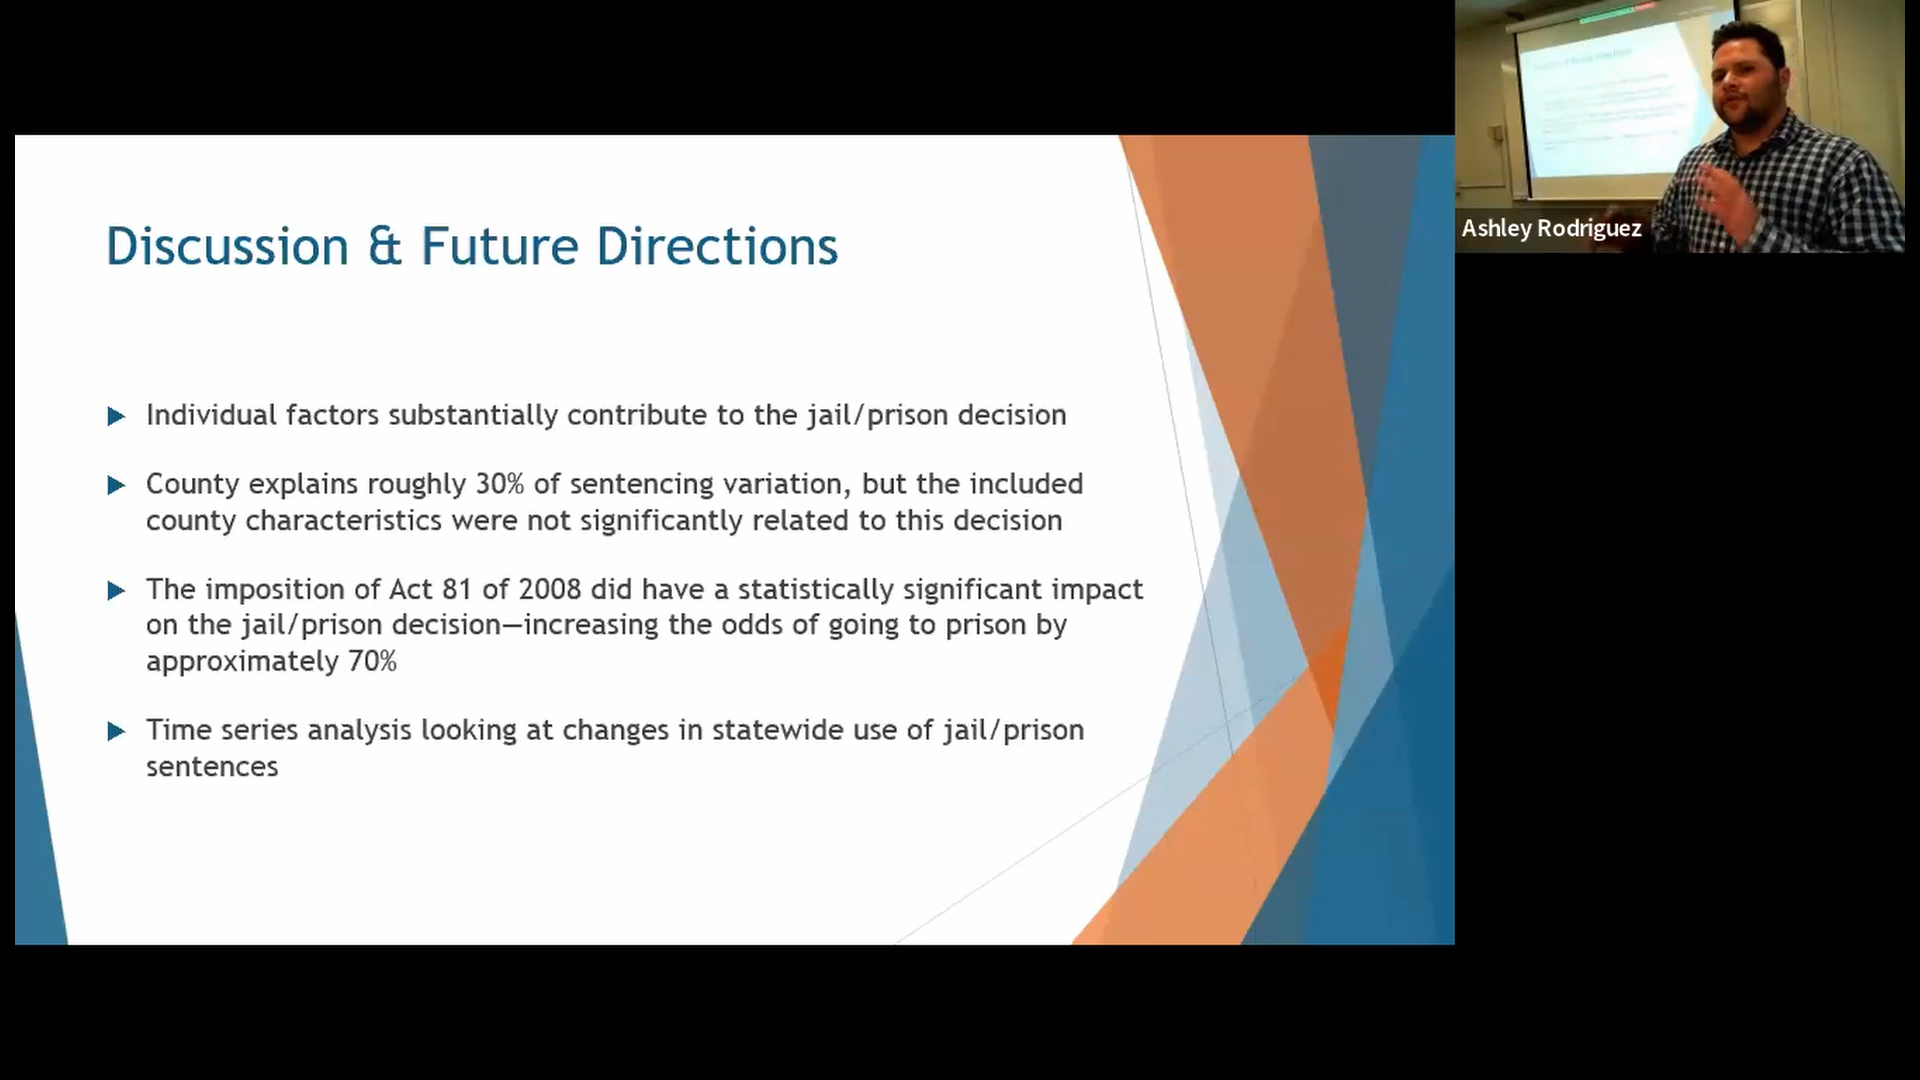 Discussion & Future Directions
Individual factors substantially contribute to the jail/prison decision
County explains roughly 30% of sentencing variation, but the included
county characteristics were not significantly related to this decision
The imposition of Act 81 of 2008 did have a statistically significant impact
on the jail/prison decision—increasing the odds of going to prison by
approximately 70%
Time series analysis looking at changes in statewide use of jail/prison
sentences
Ashley Rodriguez